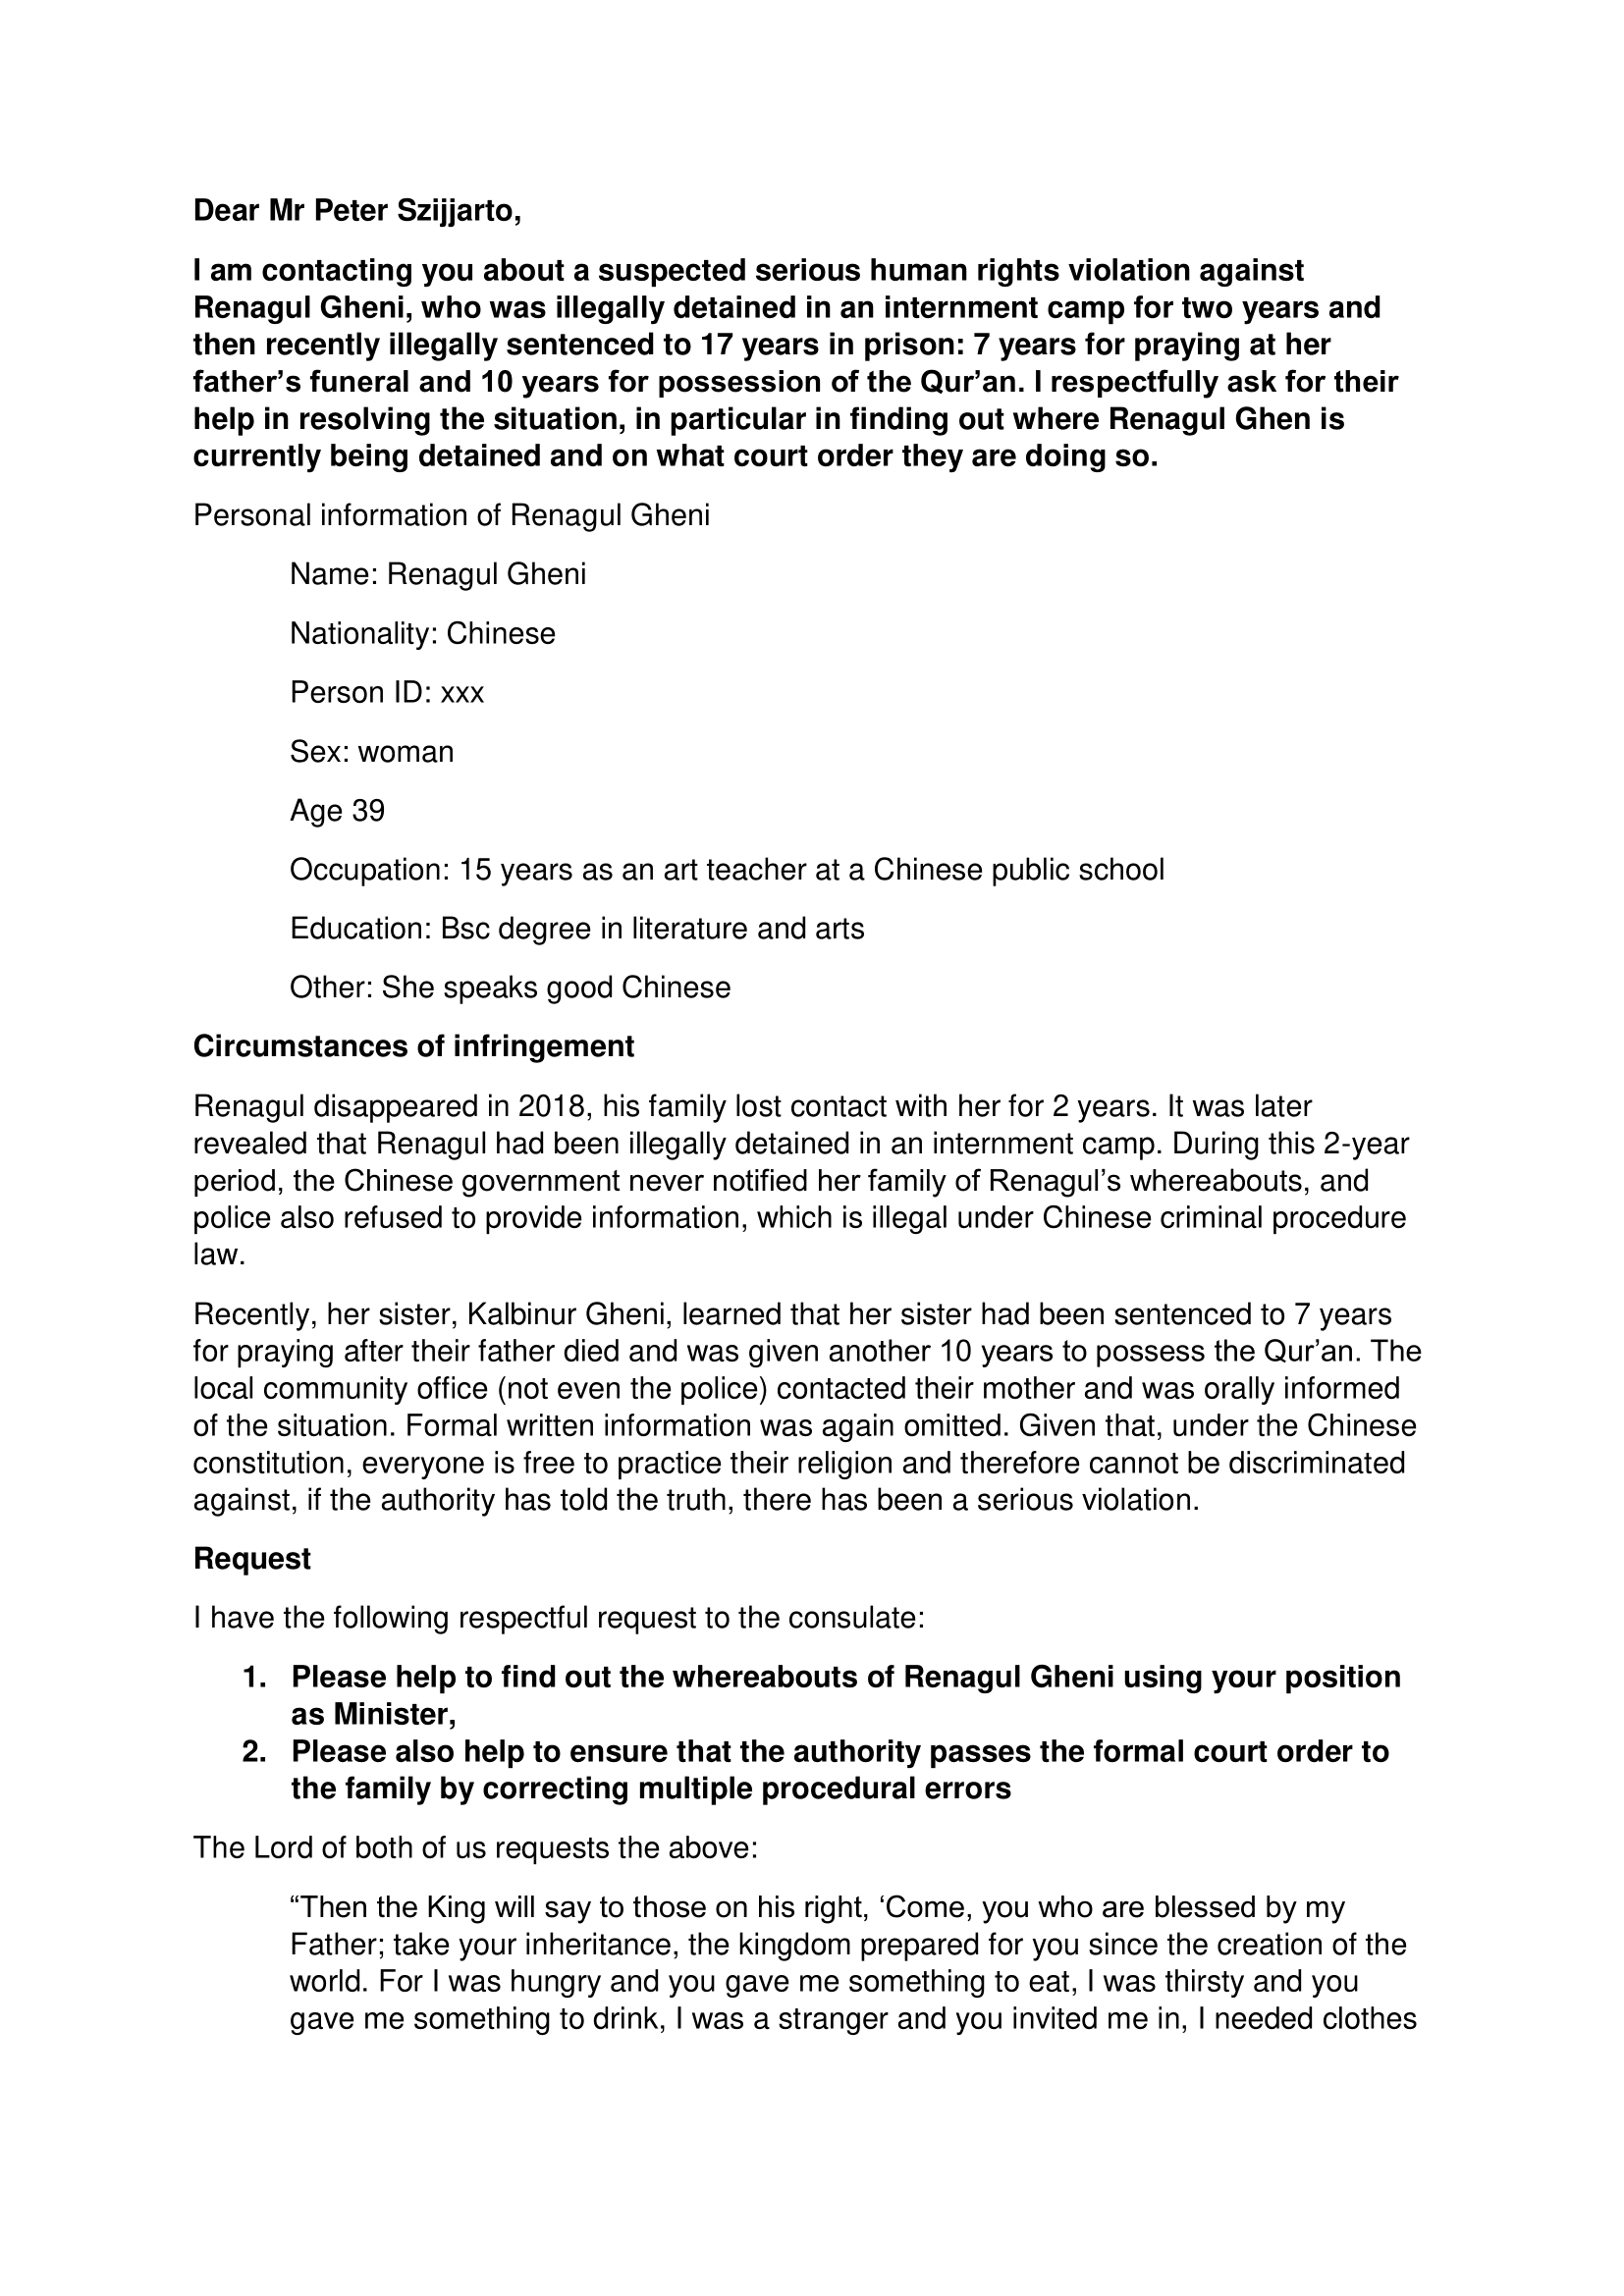 Dear Mr Peter Szijjarto,
I am contacting you about a suspected serious human rights violation against
Renagul Gheni, who was illegally detained in an internment camp for two years and
then recently illegally sentenced to 17 years in prison: 7 years for praying at her
father’s funeral and 10 years for possession of the Qur’an. I respectfully ask for their
help in resolving the situation, in particular in finding out where Renagul Ghen is
currently being detained and on what court order they are doing so.
Personal information of Renagul Gheni
Name: Renagul Gheni
Nationality: Chinese
Person ID: xxx
Sex: woman
Age 39
Occupation: 15 years as an art teacher at a Chinese public school
Education: Bsc degree in literature and arts
Other: She speaks good Chinese
Circumstances of infringement
Renagul disappeared in 2018, his family lost contact with her for 2 years. It was later
revealed that Renagul had been illegally detained in an internment camp. During this 2-year
period, the Chinese government never notified her family of Renagul’s whereabouts, and
police also refused to provide information, which is illegal under Chinese criminal procedure
law.
Recently, her sister, Kalbinur Gheni, learned that her sister had been sentenced to 7 years
for praying after their father died and was given another 10 years to possess the Qur’an. The
local community office (not even the police) contacted their mother and was orally informed
of the situation. Formal written information was again omitted. Given that, under the Chinese
constitution, everyone is free to practice their religion and therefore cannot be discriminated
against, if the authority has told the truth, there has been a serious violation.
Request
I have the following respectful request to the consulate:
1. Please help to find out the whereabouts of Renagul Gheni using your position
as Minister,
2. Please also help to ensure that the authority passes the formal court order to
the family by correcting multiple procedural errors
The Lord of both of us requests the above:
“Then the King will say to those on his right, ‘Come, you who are blessed by my
Father; take your inheritance, the kingdom prepared for you since the creation of the
world. For I was hungry and you gave me something to eat, I was thirsty and you
gave me something to drink, I was a stranger and you invited me in, I needed clothes